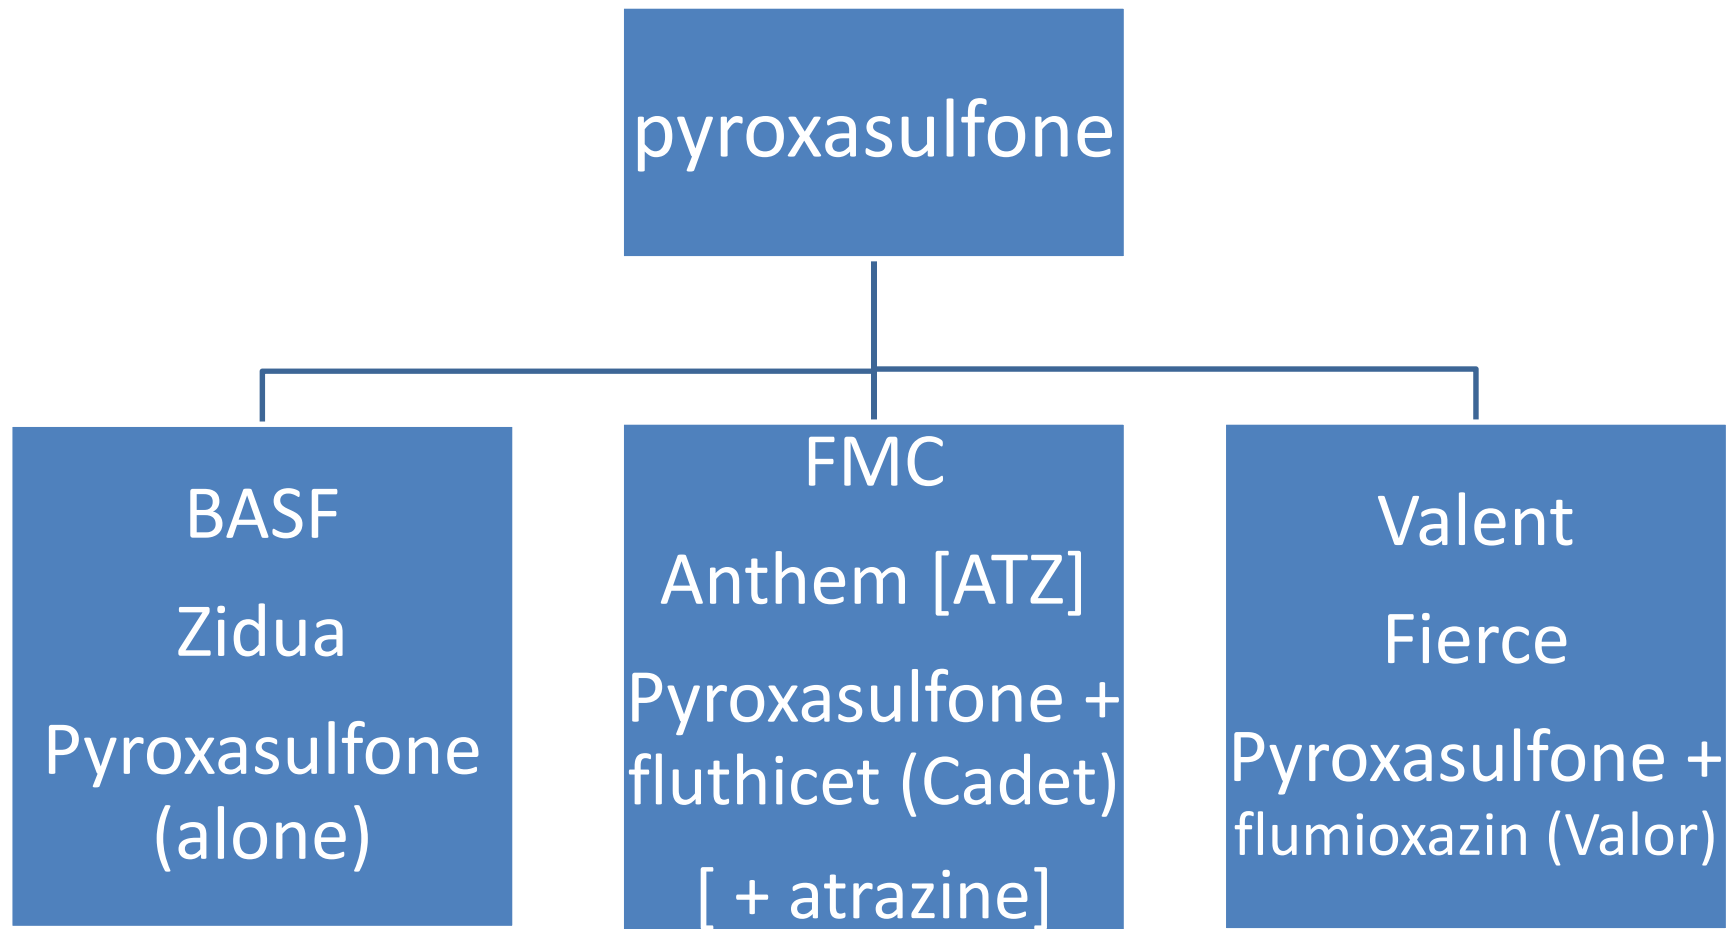 pyroxasulfone
BASF
Zidua
Pyroxasulfone
(alone)
FMC
Anthem [ATZ]
Pyroxasulfone +
fluthicet (Cadet)
[ + atrazine]
Valent
Fierce
Pyroxasulfone +
flumioxazin (Valor)